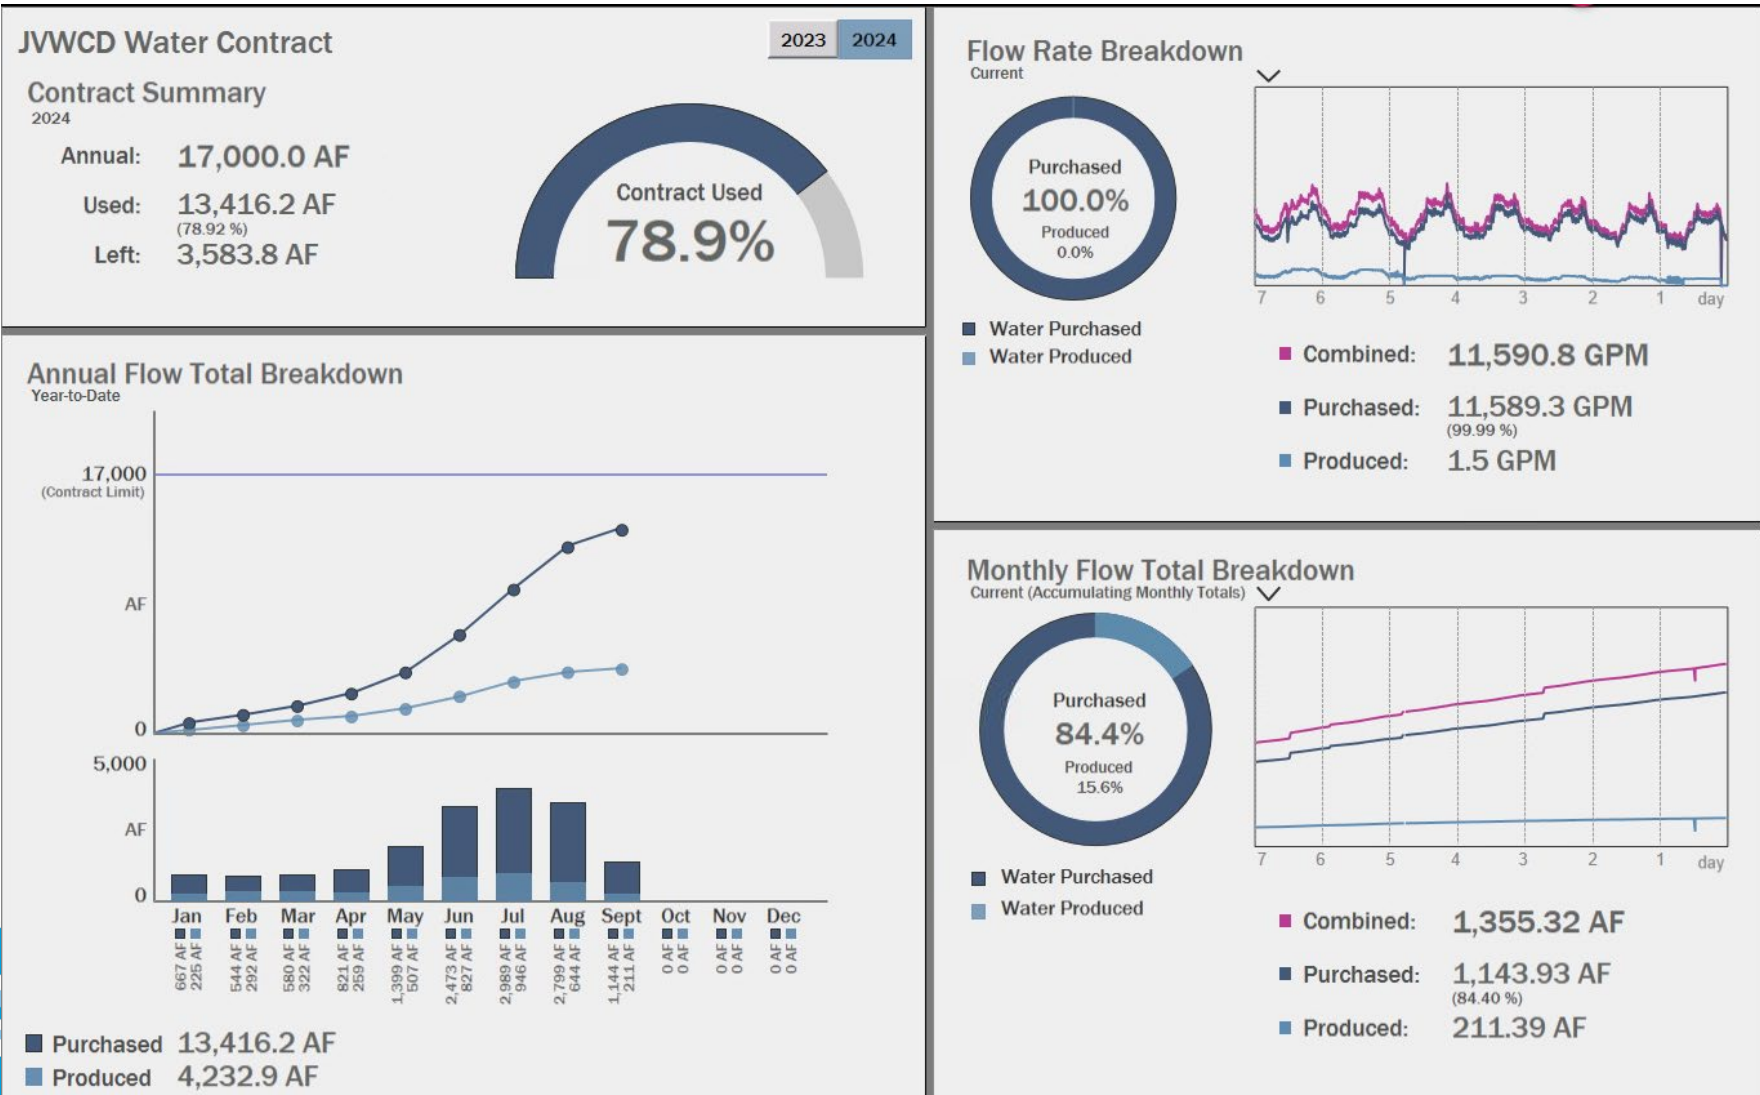 JVWCD Water Contract
2023
2024
Contract Summary
2024
Annual: 17,000.0 AF
Used: 13,416.2 AF
(78.92 %)
Left: 3,583.8 AF
Contract Used
78.9%
Annual Flow Total Breakdown
Year-to-Date
17,000
(Contract Limit)
AF
0
5,000
AF
0
Jan Feb Mar Apr May Jun Jul Aug Sept Oct Nov Dec
667 AF
225 AF
544 AF
292 AF
580 AF
322 AF
821 AF
259 AF
1,399 AF
507 AF
2,473 AF
827 AF
2,989 AF
946 AF
2,799 AF
644 AF
1,144 AF
211 AF
0 AF
0 AF
0 AF
0 AF
0 AF
0 AF
Purchased 13,416.2 AF
Produced 4,232.9 AF
Flow Rate Breakdown
Current
Purchased
100.0%
Produced
0.0%
Water Purchased
Water Produced
7 6 5 4 3 2 1 day
Combined: 11,590.8 GPM
Purchased: 11,589.3 GPM
(99.99 %)
Produced: 1.5 GPM
Monthly Flow Total Breakdown
Current (Accumulating Monthly Totals)
Purchased
84.4%
Produced
15.6%
Water Purchased
Water Produced
7 6 5 4 3 2 1 day
Combined: 1,355.32 AF
Purchased: 1,143.93 AF
(84.40 %)
Produced: 211.39 AF